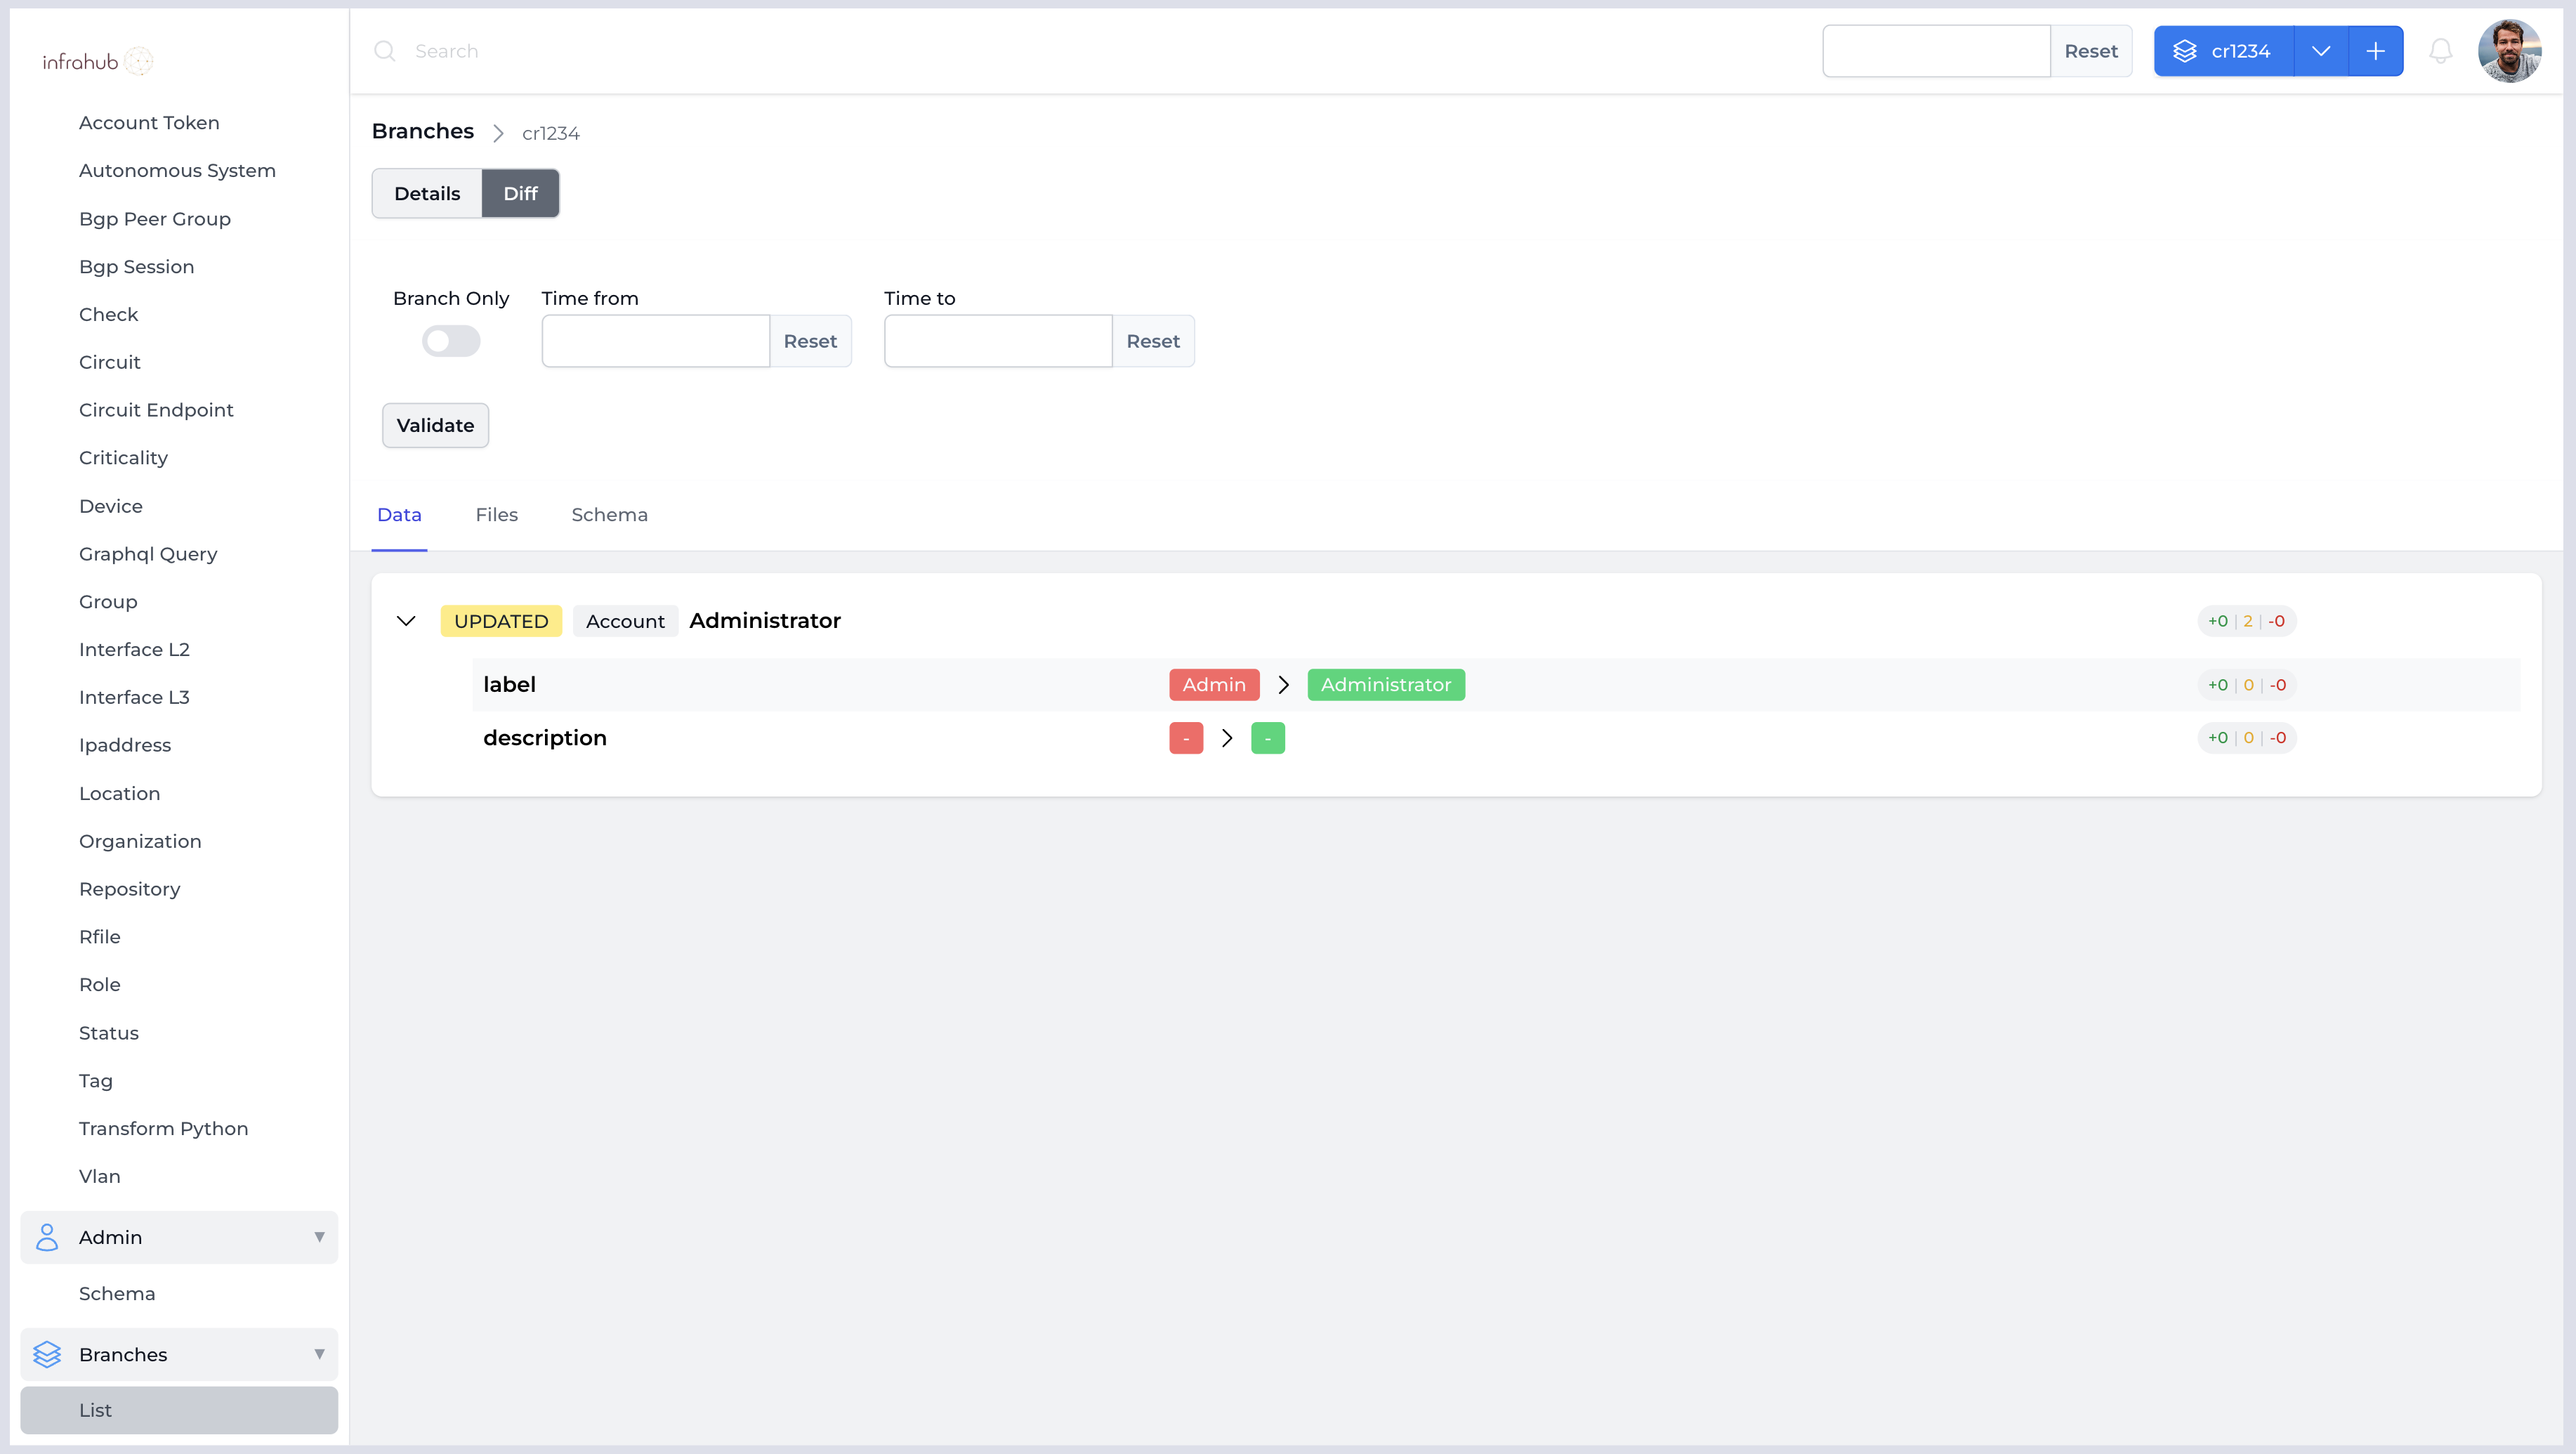 infrahub
Account Token
Autonomous System
Bgp Peer Group
Bgp Session
Check
Circuit
Circuit Endpoint
Criticality
Device
Graphql Query
Group
Interface L2
Interface L3
Ipaddress
Location
Organization
Repository
Rfile
Role
Status
Tag
Transform Python
Vlan
Admin
Schema
Branches
List
Search
Reset
cr1234
Branches > cr1234
Details Diff
Branch Only Time from Time to
Reset Reset
Validate
Data Files Schema
UPDATED Account Administrator +0 | 2 | -0
label Admin > Administrator +0 | 0 | -0
description - > - +0 | 0 | -0